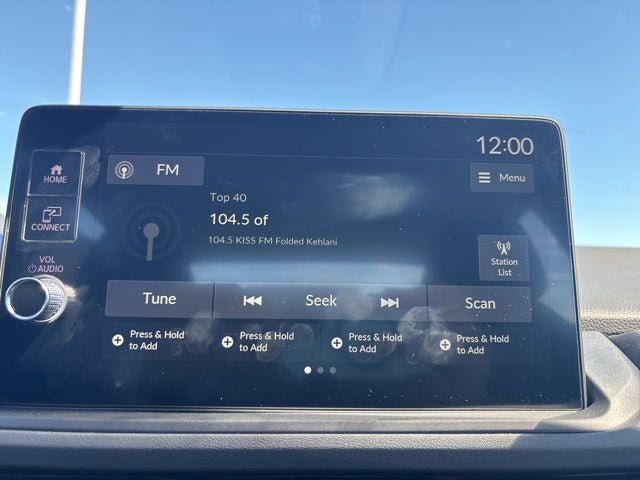 12:00
HOME
FM
Menu
Top 40
104.5 of
104.5 KISS FM Folded Kehlani
CONNECT
Station
List
VOL
AUDIO
Tune
Seek
Scan
Press & Hold
to Add
Press & Hold
to Add
Press & Hold
to Add
Press & Hold
to Add